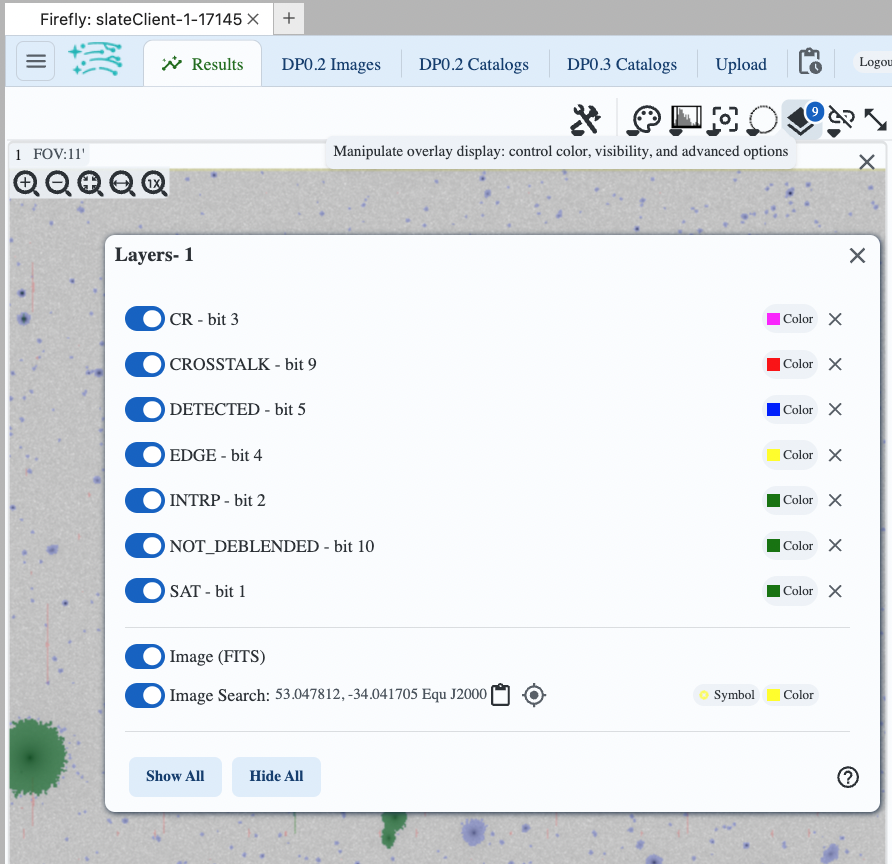 Firefly: slateClient-1-17145
Results
DP0.2 Images
DP0.2 Catalogs
DP0.3 Catalogs
Upload
Logou
9
1 FOV:11'
Manipulate overlay display: control color, visibility, and advanced options
1X
Layers- 1
CR - bit 3 Color
CROSSTALK - bit 9 Color
DETECTED - bit 5 Color
EDGE - bit 4 Color
INTRP - bit 2 Color
NOT_DEBLENDED - bit 10 Color
SAT - bit 1 Color
Image (FITS)
Image Search: 53.047812, -34.041705 Equ J2000 Symbol Color
Show All Hide All